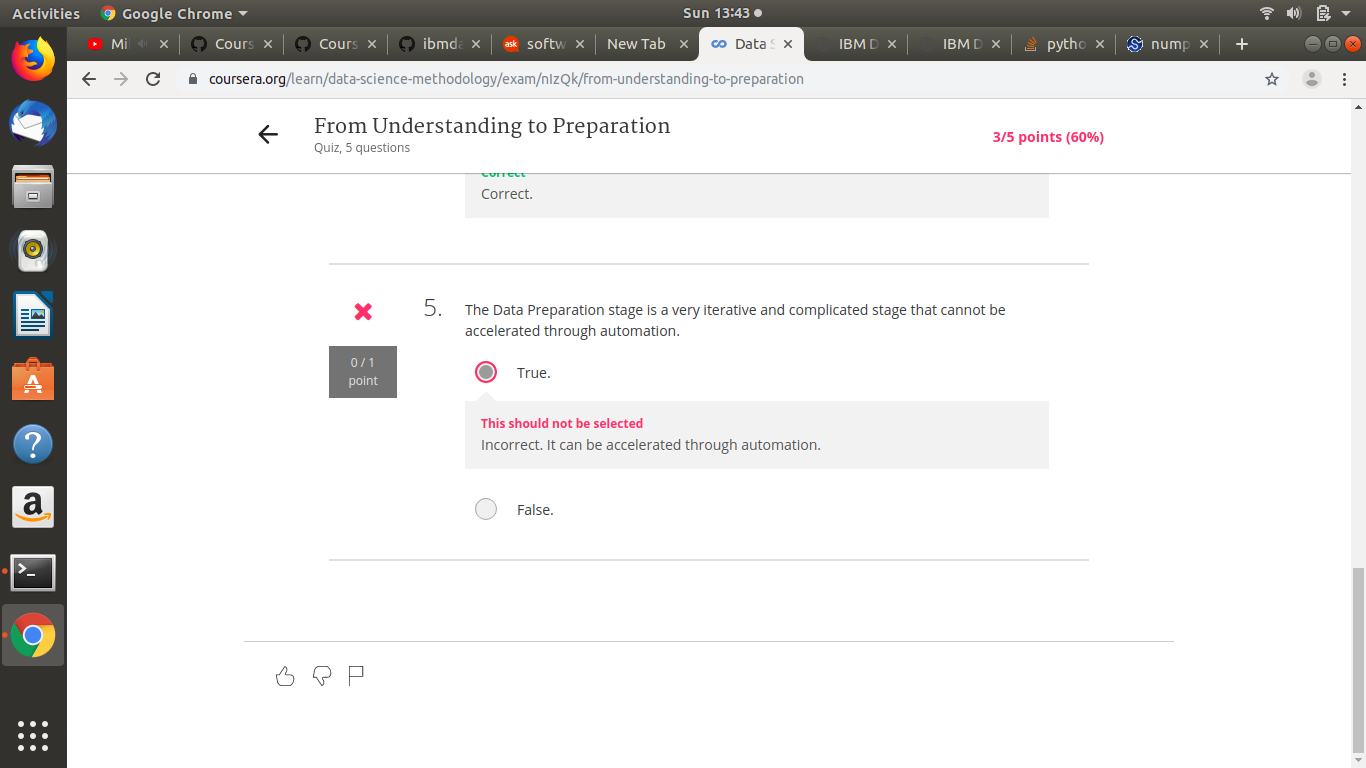 Activities Google Chrome Sun 13:43
Mi Cours Cours ibmda ask softw New Tab Data S IBM D IBM D pytho nump
coursera.org/learn/data-science-methodology/exam/nIzQk/from-understanding-to-preparation
From Understanding to Preparation
Quiz, 5 questions
3/5 points (60%)
Correct
Correct.
5. The Data Preparation stage is a very iterative and complicated stage that cannot be
accelerated through automation.
0 / 1
point
True.
This should not be selected
Incorrect. It can be accelerated through automation.
False.